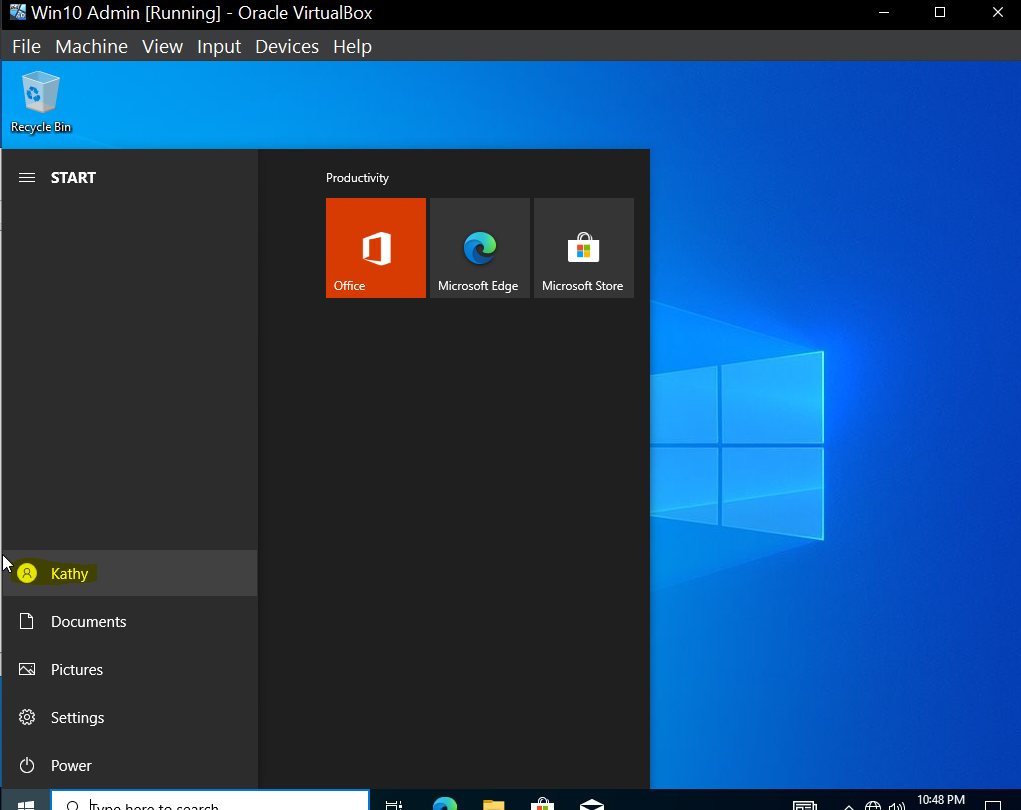 Win10 Admin [Running] - Oracle VirtualBox
File Machine View Input Devices Help
Recycle Bin
START
Productivity
Office
Microsoft Edge
Microsoft Store
Kathy
Documents
Pictures
Settings
Power
Type here to search
10:48 PM